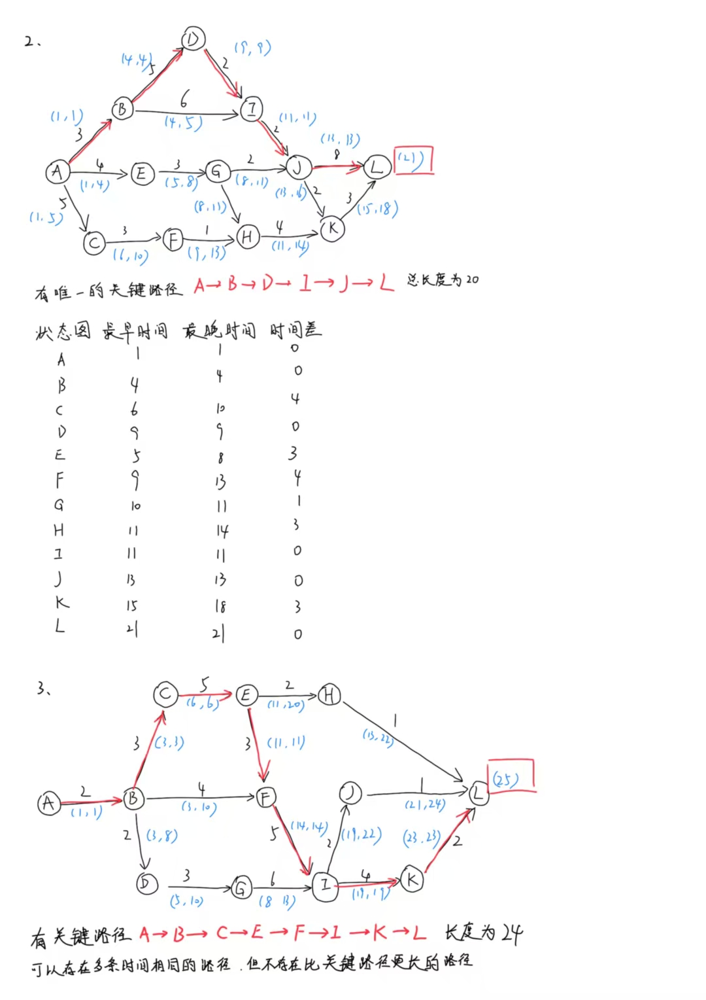 2、
D
(9, 9)
(4,4)
5
2
B
6
I
(4,5)
(1,1)
3
2
(11,11)
(13,13)
8
A
4
E
3
G
2
J
L
(21)
(1,4)
(5,8)
(8,11)
(13,16)
2
3
(15,18)
5
(1,5)
(8,13)
C
3
F
1
H
4
K
(6,10)
(9,13)
(11,14)
有唯一的关键路径 A→B→D→I→J→L 总长度为20
状态图 最早时间 最晚时间 时间差
A 1 1 0
B 4 4 0
C 6 10 4
D 9 9 0
E 5 8 3
F 9 13 4
G 10 11 1
H 11 14 3
I 11 11 0
J 13 13 0
K 15 18 3
L 21 21 0
3、
C
5
E
2
H
(6,6)
(11,20)
1
3
(3,3)
3
(11,11)
(13,22)
A
2
B
4
F
J
1
L
(25)
(1,1)
(3,10)
(21,24)
2
(3,8)
5
(14,14)
2
(19,22)
(23.23)
2
D
3
G
6
I
4
K
(5,10)
(8 13)
(19,19)
有关键路径 A→B→C→E→F→I→K→L 长度为24
可以存在多条时间相同的路径.但不存在比关键路径更长的路径